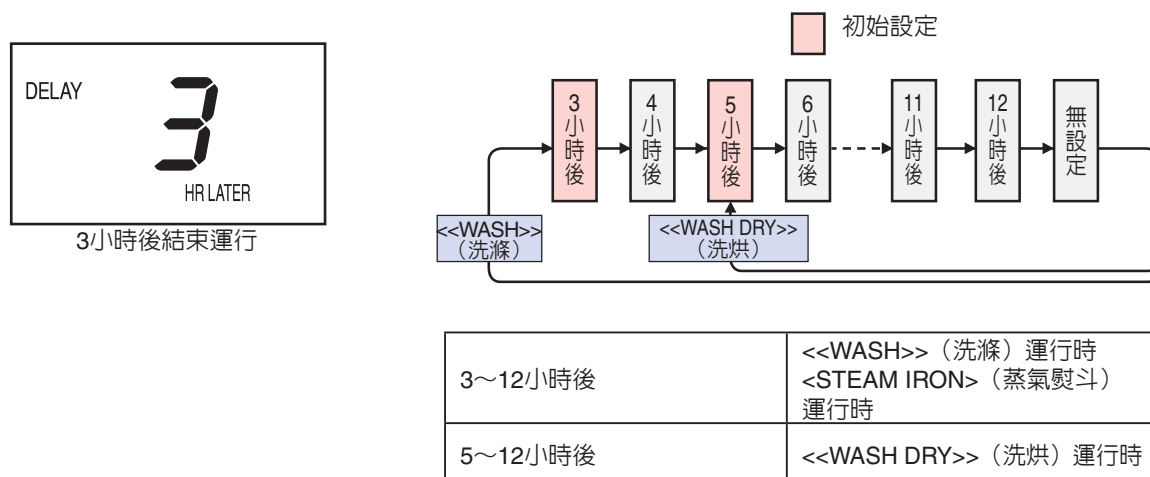 初始設定
DELAY
3
HR LATER
3小時後結束運行
3小時後
4小時後
5小時後
6小時後
11小時後
12小時後
無設定
<<WASH>>
（洗滌）
<<WASH DRY>>
（洗烘）
3～12小時後
<<WASH>>（洗滌）運行時
<STEAM IRON>（蒸氣熨斗）
運行時
5～12小時後
<<WASH DRY>>（洗烘）運行時